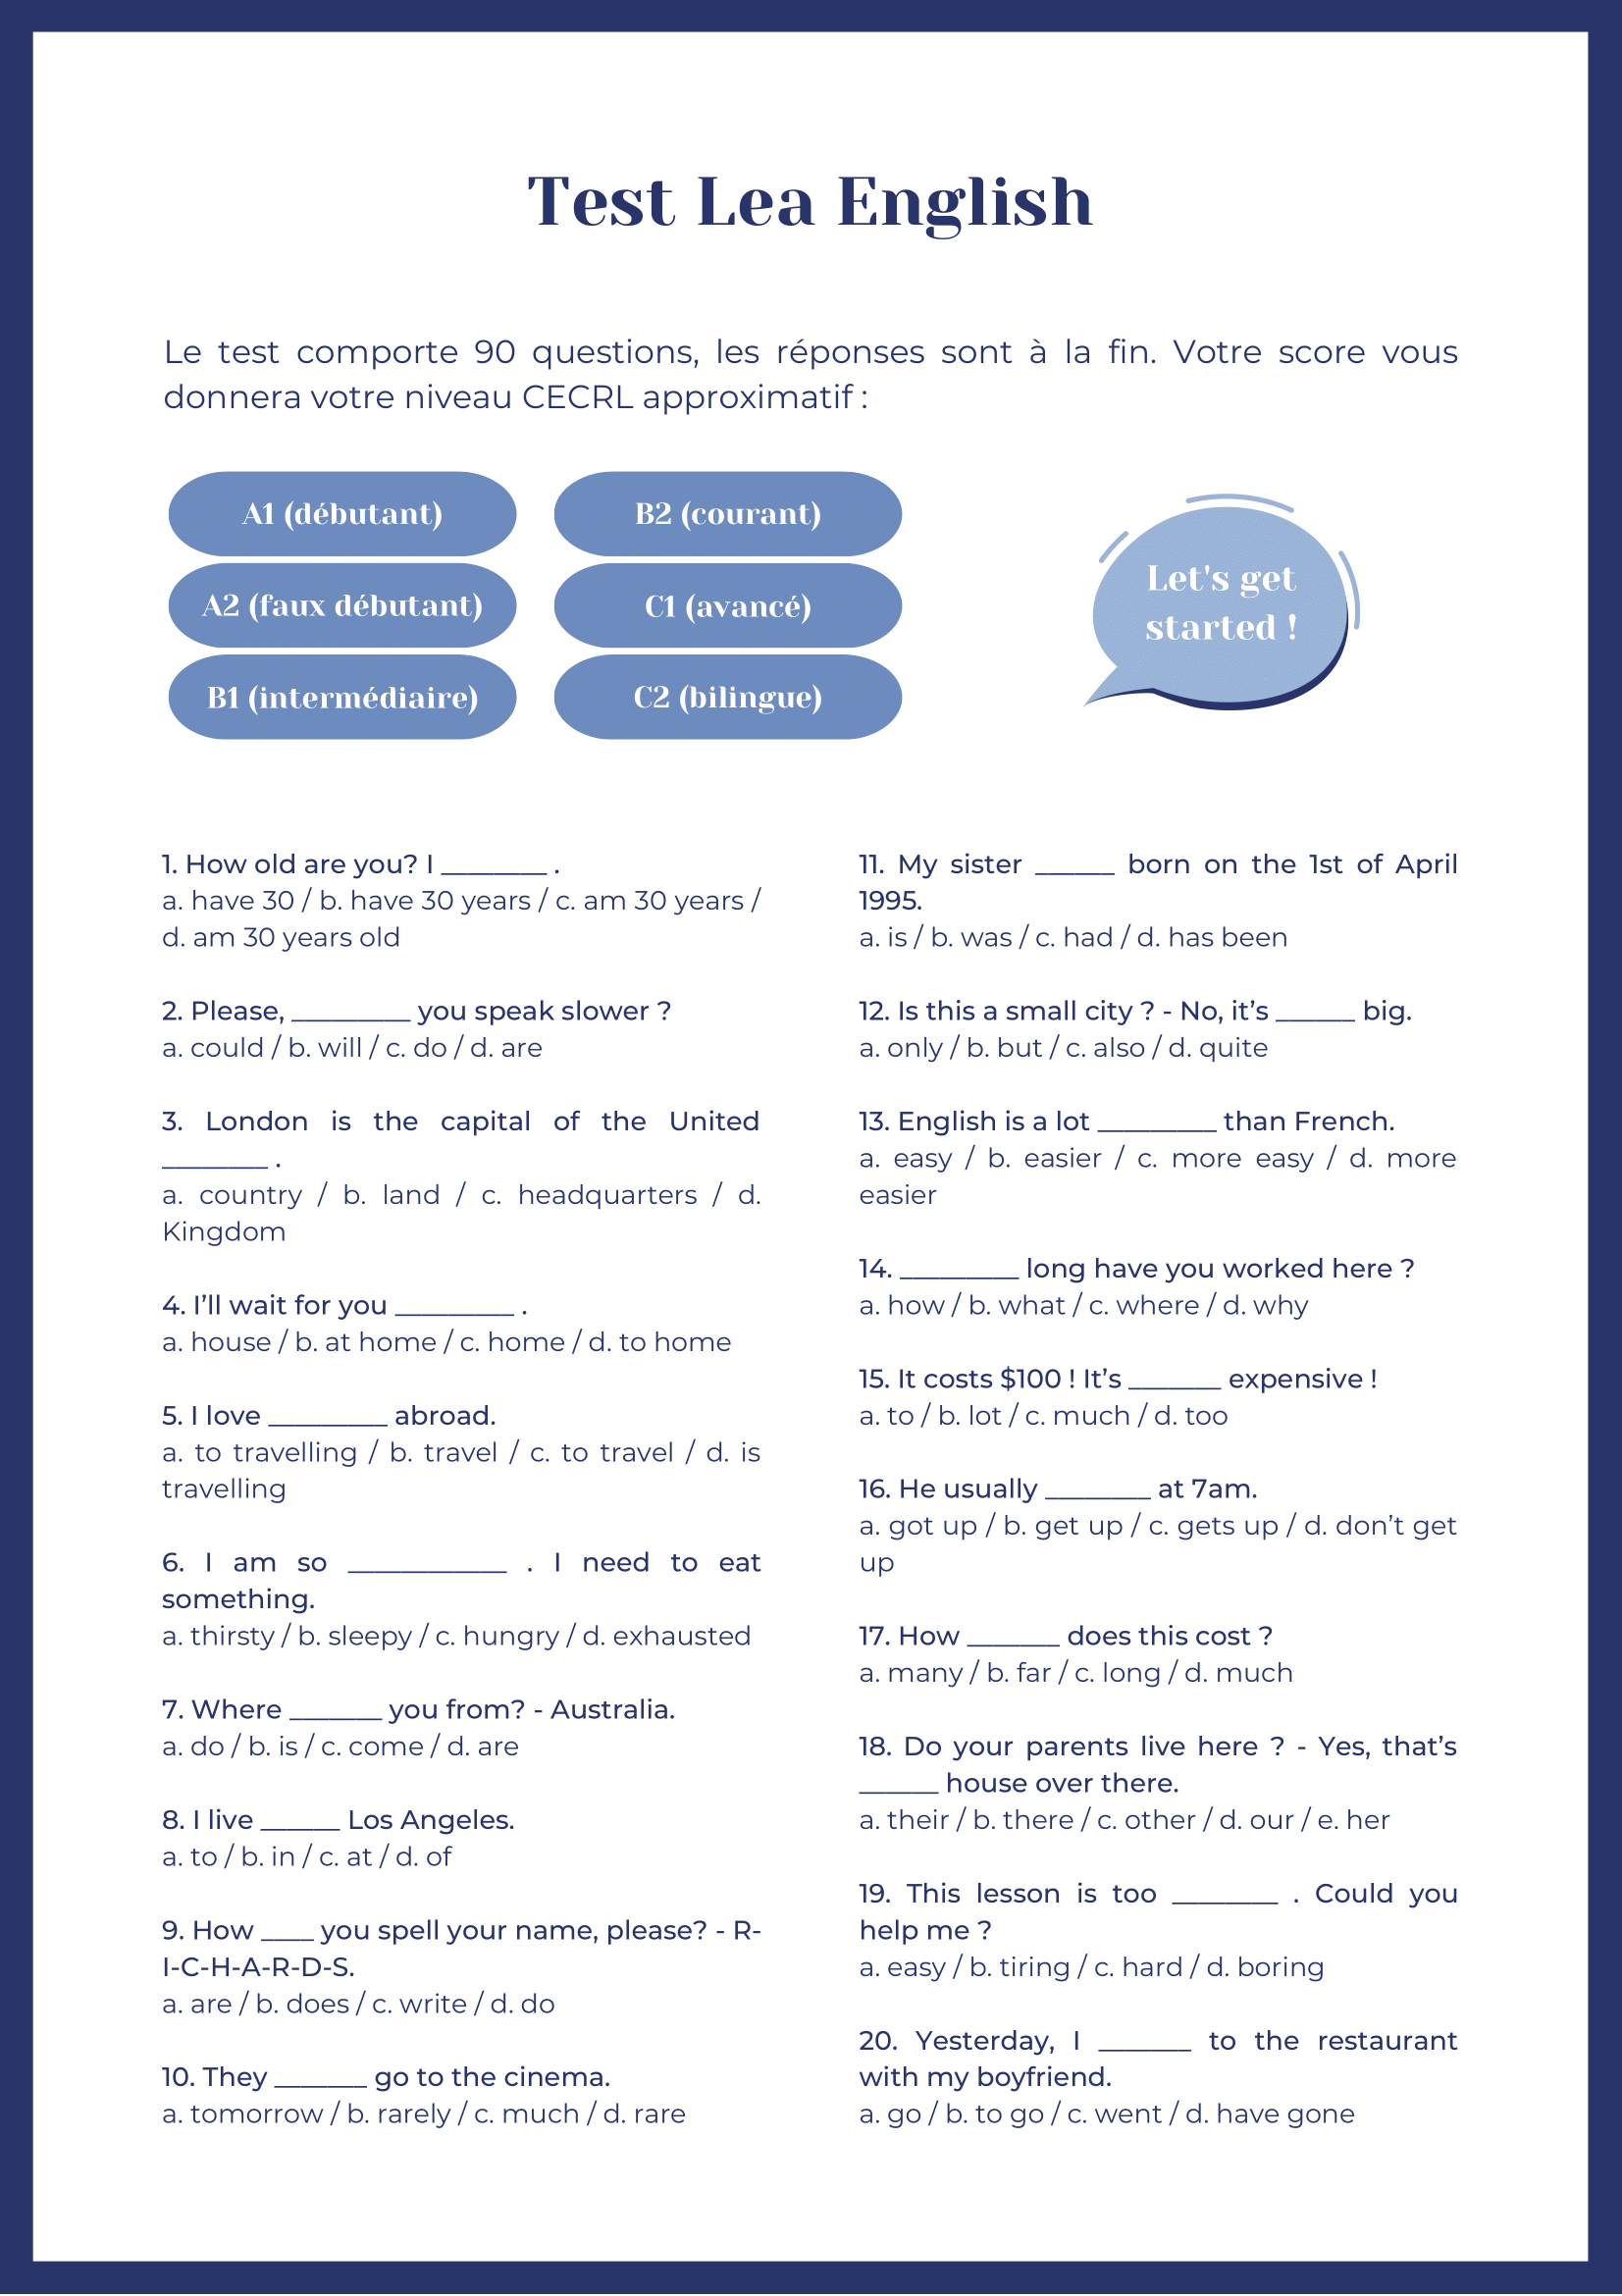 Test Lea English
Le test comporte 90 questions, les réponses sont à la fin. Votre score vous
donnera votre niveau CECRL approximatif :
A1 (débutant)
A2 (faux débutant)
B1 (intermédiaire)
B2 (courant)
C1 (avancé)
C2 (bilingue)
Let's get
started !
1. How old are you? I ________ .
a. have 30 / b. have 30 years / c. am 30 years /
d. am 30 years old
2. Please, _________ you speak slower ?
a. could / b. will / c. do / d. are
3. London is the capital of the United
________ .
a. country / b. land / c. headquarters / d.
Kingdom
4. I’ll wait for you _________ .
a. house / b. at home / c. home / d. to home
5. I love _________ abroad.
a. to travelling / b. travel / c. to travel / d. is
travelling
6. I am so ____________ . I need to eat
something.
a. thirsty / b. sleepy / c. hungry / d. exhausted
7. Where _______ you from? - Australia.
a. do / b. is / c. come / d. are
8. I live ______ Los Angeles.
a. to / b. in / c. at / d. of
9. How ____ you spell your name, please? - R-
I-C-H-A-R-D-S.
a. are / b. does / c. write / d. do
10. They _______ go to the cinema.
a. tomorrow / b. rarely / c. much / d. rare
11. My sister ______ born on the 1st of April
1995.
a. is / b. was / c. had / d. has been
12. Is this a small city ? - No, it’s ______ big.
a. only / b. but / c. also / d. quite
13. English is a lot _________ than French.
a. easy / b. easier / c. more easy / d. more
easier
14. _________ long have you worked here ?
a. how / b. what / c. where / d. why
15. It costs $100 ! It’s _______ expensive !
a. to / b. lot / c. much / d. too
16. He usually ________ at 7am.
a. got up / b. get up / c. gets up / d. don’t get
up
17. How _______ does this cost ?
a. many / b. far / c. long / d. much
18. Do your parents live here ? - Yes, that’s
______ house over there.
a. their / b. there / c. other / d. our / e. her
19. This lesson is too ________ . Could you
help me ?
a. easy / b. tiring / c. hard / d. boring
20. Yesterday, I _______ to the restaurant
with my boyfriend.
a. go / b. to go / c. went / d. have gone